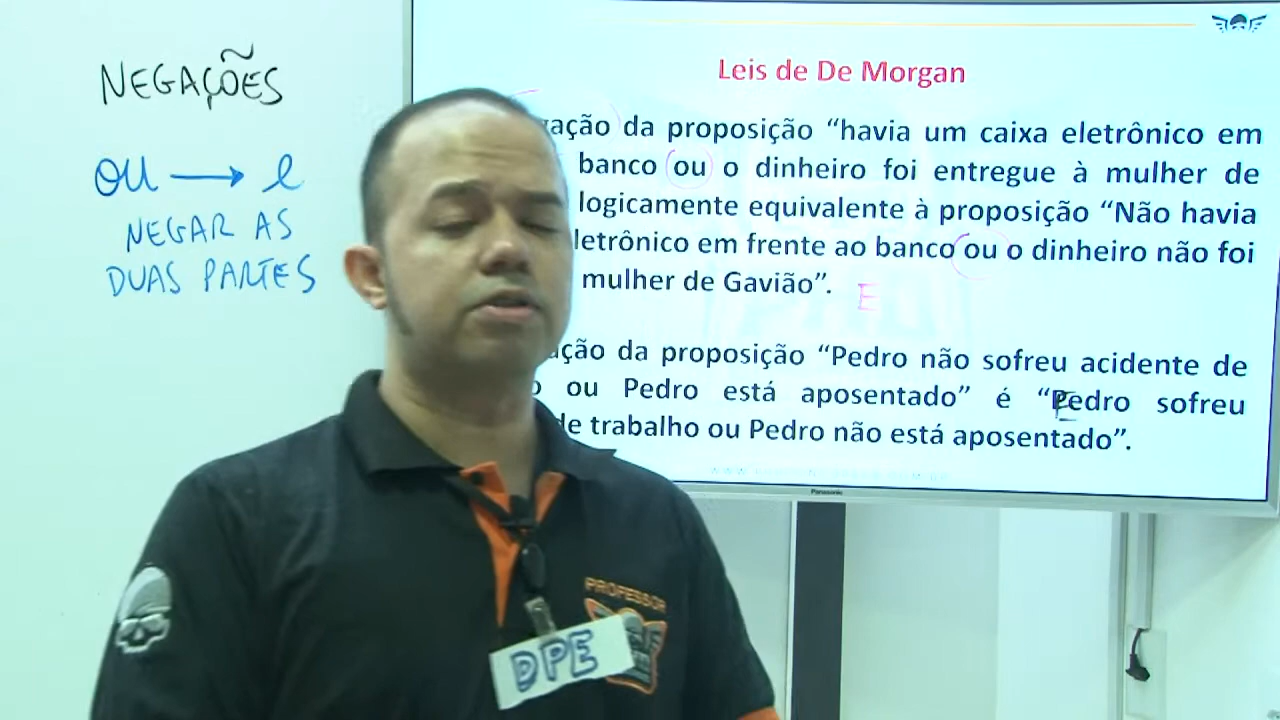 NEGAÇÕES
OU → e
NEGAR AS
DUAS PARTES
Leis de De Morgan
da proposição “havia um caixa eletrônico em
banco ou o dinheiro foi entregue à mulher de
logicamente equivalente à proposição “Não havia
letrônico em frente ao banco ou o dinheiro não foi
mulher de Gavião”. E
ação da proposição “Pedro não sofreu acidente de
o ou Pedro está aposentado” é “Pedro sofreu
de trabalho ou Pedro não está aposentado”.
Panasonic
PROFESSOR
DPE